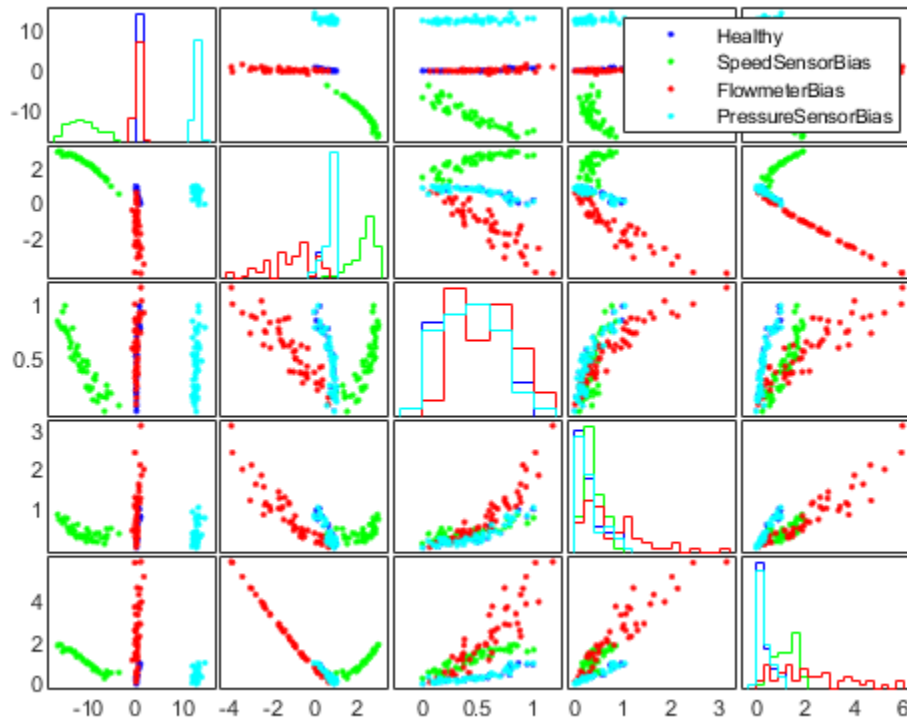 10
0
-10
Healthy
SpeedSensorBias
FlowmeterBias
PressureSensorBias
2
0
-2
1
0.5
3
2
1
4
2
0
-10 0 10
-4 -2 0 2
0 0.5 1
0 1 2 3
0 2 4 6